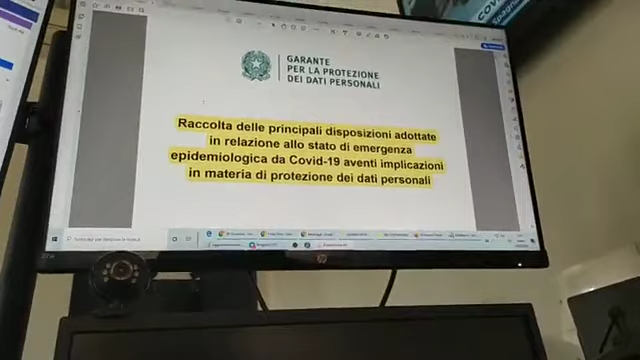 GARANTE
PER LA PROTEZIONE
DEI DATI PERSONALI
Raccolta delle principali disposizioni adottate
in relazione allo stato di emergenza
epidemiologica da Covid-19 aventi implicazioni
in materia di protezione dei dati personali
hp